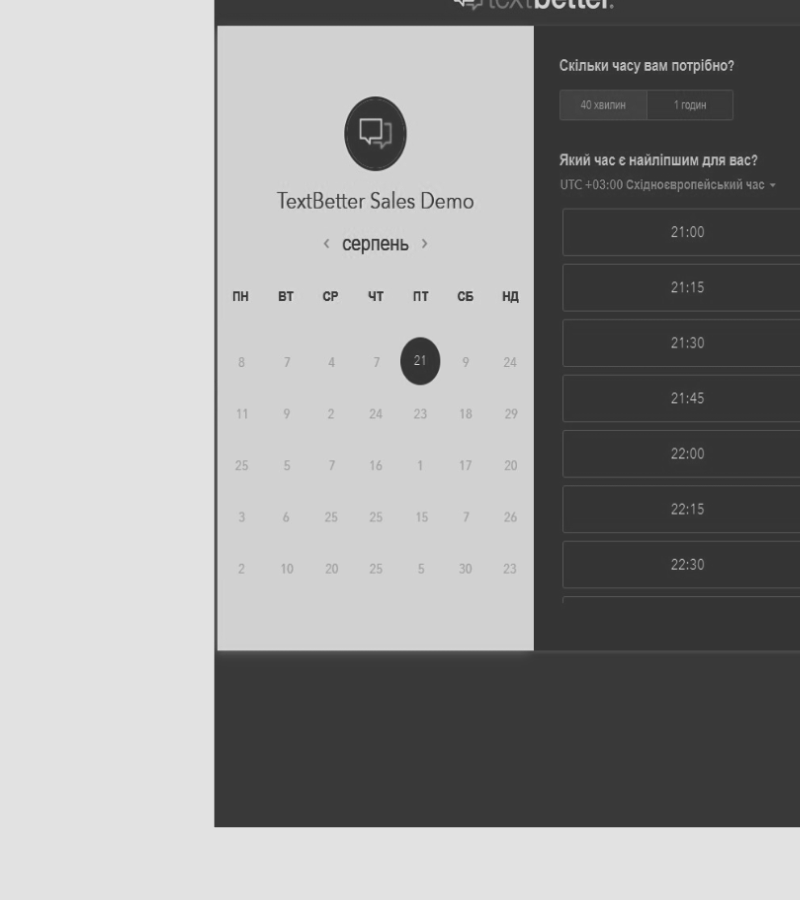 textbetter.
TextBetter Sales Demo
‹ серпень ›
ПН ВТ СР ЧТ ПТ СБ НД
8 7 4 7 21 9 24
11 9 2 24 23 18 29
25 5 7 16 1 17 20
3 6 25 25 15 7 26
2 10 20 25 5 30 23
Скільки часу вам потрібно?
40 хвилин 1 годин
Який час є найліпшим для вас?
UTC +03:00 Східноєвропейський час
21:00
21:15
21:30
21:45
22:00
22:15
22:30